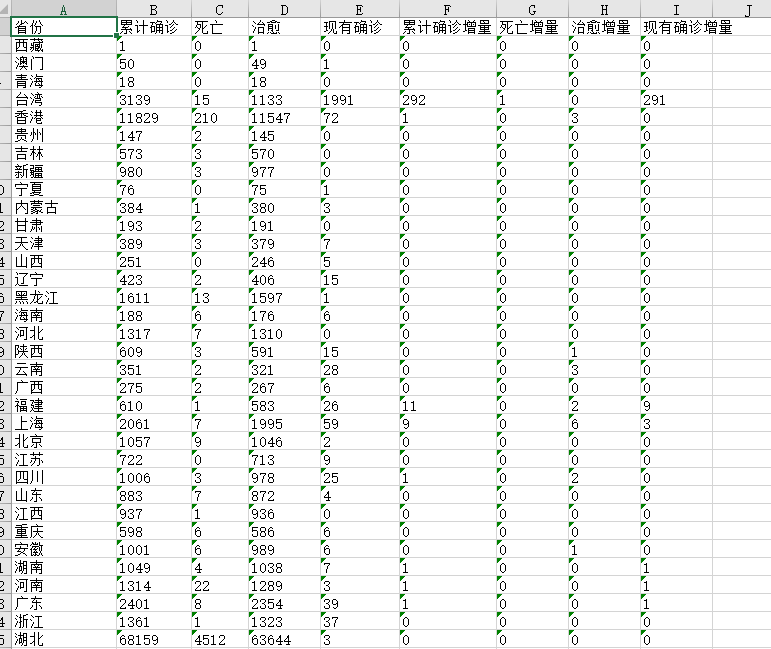 A B C D E F G H I J
省份 累计确诊 死亡 治愈 现有确诊 累计确诊增量 死亡增量 治愈增量 现有确诊增量
西藏 1 0 1 0 0 0 0 0
澳门 50 0 49 1 0 0 0 0
青海 18 0 18 0 0 0 0 0
台湾 3139 15 1133 1991 292 1 0 291
香港 11829 210 11547 72 1 0 3 0
贵州 147 2 145 0 0 0 0 0
吉林 573 3 570 0 0 0 0 0
新疆 980 3 977 0 0 0 0 0
宁夏 76 0 75 1 0 0 0 0
内蒙古 384 1 380 3 0 0 0 0
甘肃 193 2 191 0 0 0 0 0
天津 389 3 379 7 0 0 0 0
山西 251 0 246 5 0 0 0 0
辽宁 423 2 406 15 0 0 0 0
黑龙江 1611 13 1597 1 0 0 0 0
海南 188 6 176 6 0 0 0 0
河北 1317 7 1310 0 0 0 0 0
陕西 609 3 591 15 0 0 1 0
云南 351 2 321 28 0 0 3 0
广西 275 2 267 6 0 0 0 0
福建 610 1 583 26 11 0 2 9
上海 2061 7 1995 59 9 0 6 3
北京 1057 9 1046 2 0 0 0 0
江苏 722 0 713 9 0 0 0 0
四川 1006 3 978 25 1 0 2 0
山东 883 7 872 4 0 0 0 0
江西 937 1 936 0 0 0 0 0
重庆 598 6 586 6 0 0 0 0
安徽 1001 6 989 6 0 0 1 0
湖南 1049 4 1038 7 1 0 0 1
河南 1314 22 1289 3 1 0 0 1
广东 2401 8 2354 39 1 0 0 1
浙江 1361 1 1323 37 0 0 0 0
湖北 68159 4512 63644 3 0 0 0 0